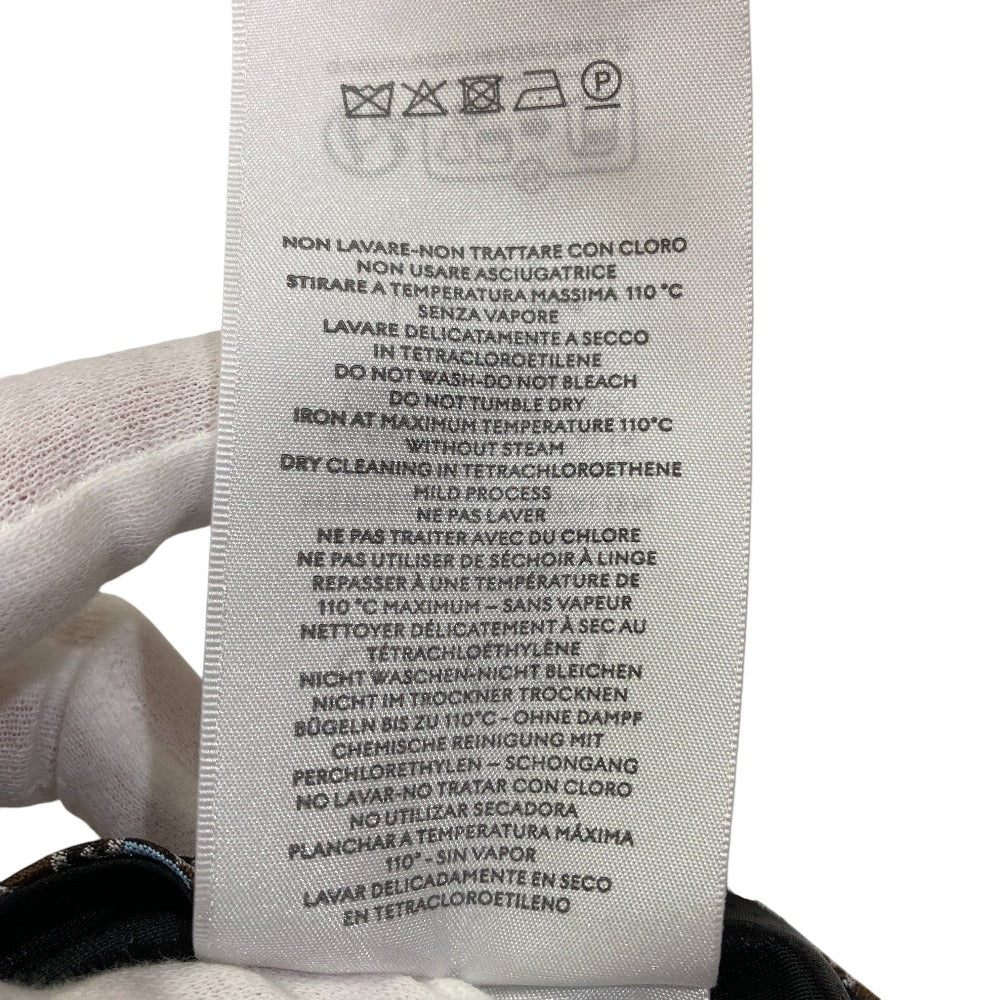 P
NON LAVARE-NON TRATTARE CON CLORO
NON USARE ASCIUGATRICE
STIRARE A TEMPERATURA MASSIMA 110 °C
SENZA VAPORE
LAVARE DELICATAMENTE A SECCO
IN TETRACLOROETILENE
DO NOT WASH-DO NOT BLEACH
DO NOT TUMBLE DRY
IRON AT MAXIMUM TEMPERATURE 110°C
WITHOUT STEAM
DRY CLEANING IN TETRACHLOROETHENE
MILD PROCESS
NE PAS LAVER
NE PAS TRAITER AVEC DU CHLORE
NE PAS UTILISER DE SÉCHOIR À LINGE
REPASSER À UNE TEMPÉRATURE DE
110 °C MAXIMUM – SANS VAPEUR
NETTOYER DÉLICATEMENT À SEC AU
TÉTRACHLOÉTHYLÈNE
NICHT WASCHEN-NICHT BLEICHEN
NICHT IM TROCKNER TROCKNEN
BÜGELN BIS ZU 110°C - OHNE DAMPF
CHEMISCHE REINIGUNG MIT
PERCHLORETHYLEN – SCHONGANG
NO LAVAR-NO TRATAR CON CLORO
NO UTILIZAR SECADORA
PLANCHAR A TEMPERATURA MÁXIMA
110° - SIN VAPOR
LAVAR DELICADAMENTE EN SECO
EN TETRACLOROETILENO